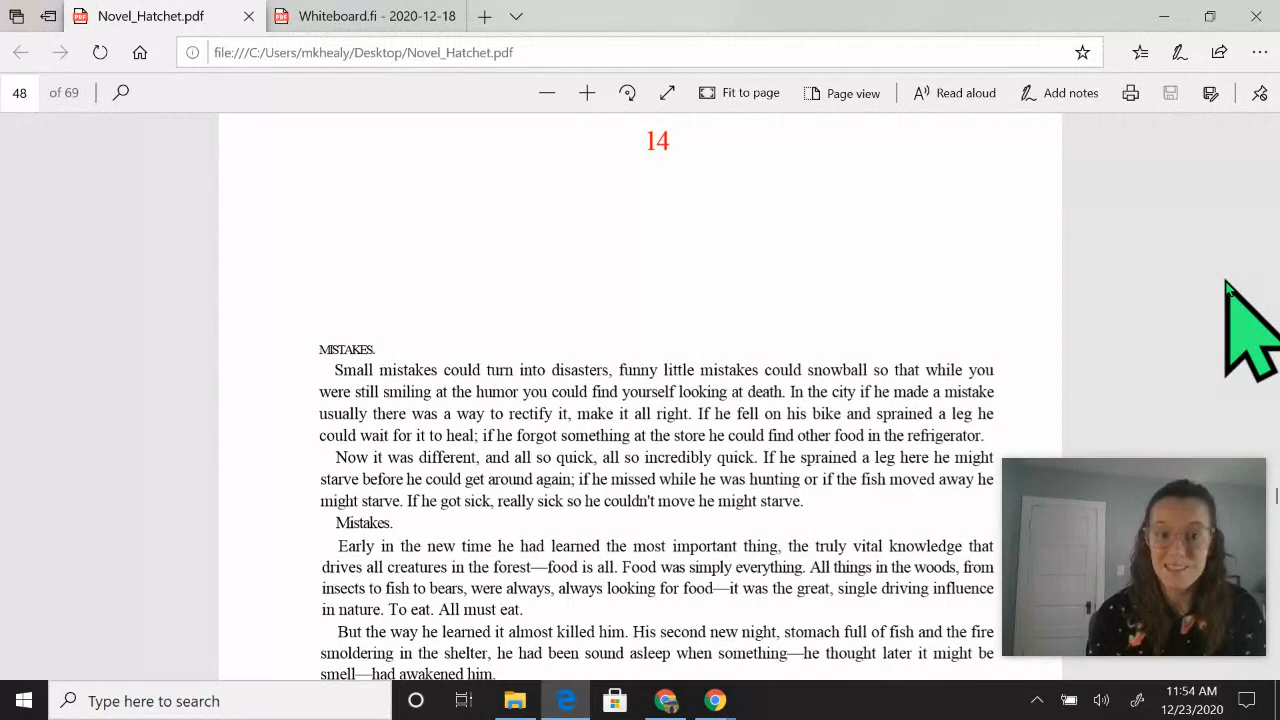 Novel_Hatchet.pdf
Whiteboard.fi - 2020-12-18
file:///C:/Users/mkhealy/Desktop/Novel_Hatchet.pdf
48 of 69
Fit to page
Page view
Read aloud
Add notes
14
MISTAKES.
Small mistakes could turn into disasters, funny little mistakes could snowball so that while you
were still smiling at the humor you could find yourself looking at death. In the city if he made a mistake
usually there was a way to rectify it, make it all right. If he fell on his bike and sprained a leg he
could wait for it to heal; if he forgot something at the store he could find other food in the refrigerator.
Now it was different, and all so quick, all so incredibly quick. If he sprained a leg here he might
starve before he could get around again; if he missed while he was hunting or if the fish moved away he
might starve. If he got sick, really sick so he couldn't move he might starve.
Mistakes.
Early in the new time he had learned the most important thing, the truly vital knowledge that
drives all creatures in the forest—food is all. Food was simply everything. All things in the woods, from
insects to fish to bears, were always, always looking for food—it was the great, single driving influence
in nature. To eat. All must eat.
But the way he learned it almost killed him. His second new night, stomach full of fish and the fire
smoldering in the shelter, he had been sound asleep when something—he thought later it might be
smell—had awakened him.
Type here to search
11:54 AM
12/23/2020